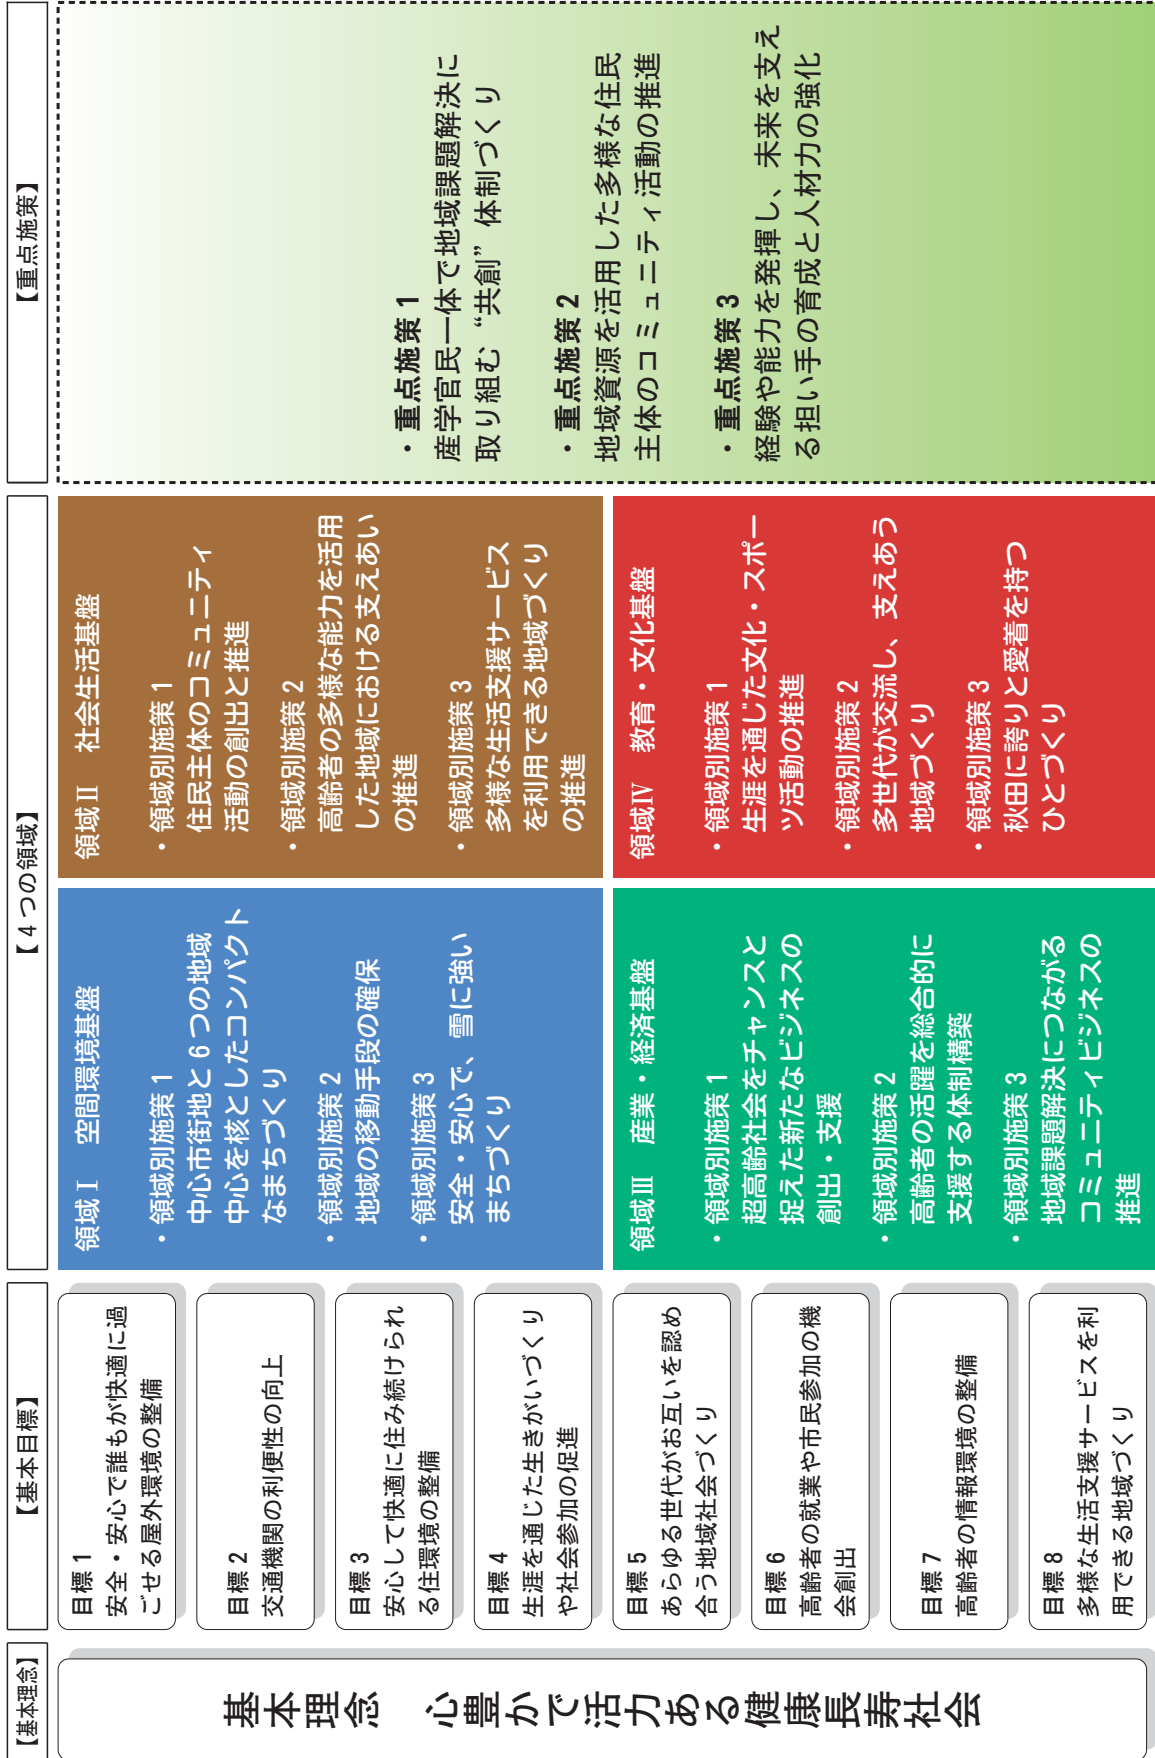 【基本理念】
基本理念　心豊かで活力ある健康長寿社会
【基本目標】
目標1
安全・安心で誰もが快適に過
ごせる屋外環境の整備
目標2
交通機関の利便性の向上
目標3
安心して快適に住み続けられ
る住環境の整備
目標4
生涯を通じた生きがいづくり
や社会参加の促進
目標5
あらゆる世代がお互いを認め
合う地域社会づくり
目標6
高齢者の就業や市民参加の機
会創出
目標7
高齢者の情報環境の整備
目標8
多様な生活支援サービスを利
用できる地域づくり
【4つの領域】
領域Ⅰ　空間環境基盤
・領域別施策1
中心市街地と6つの地域
中心を核としたコンパクト
なまちづくり
・領域別施策2
地域の移動手段の確保
・領域別施策3
安全・安心で、雪に強い
まちづくり
領域Ⅱ　社会生活基盤
・領域別施策1
住民主体のコミュニティ
活動の創出と推進
・領域別施策2
高齢者の多様な能力を活用
した地域における支えあい
の推進
・領域別施策3
多様な生活支援サービス
を利用できる地域づくり
の推進
領域Ⅲ　産業・経済基盤
・領域別施策1
超高齢社会をチャンスと
捉えた新たなビジネスの
創出・支援
・領域別施策2
高齢者の活躍を総合的に
支援する体制構築
・領域別施策3
地域課題解決につながる
コミュニティビジネスの
推進
領域Ⅳ　教育・文化基盤
・領域別施策1
生涯を通じた文化・スポー
ツ活動の推進
・領域別施策2
多世代が交流し、支えあう
地域づくり
・領域別施策3
秋田に誇りと愛着を持つ
ひとづくり
【重点施策】
・重点施策1
産学官民一体で地域課題解決に
取り組む“共創”体制づくり
・重点施策2
地域資源を活用した多様な住民
主体のコミュニティ活動の推進
・重点施策3
経験や能力を発揮し、未来を支え
る担い手の育成と人材力の強化